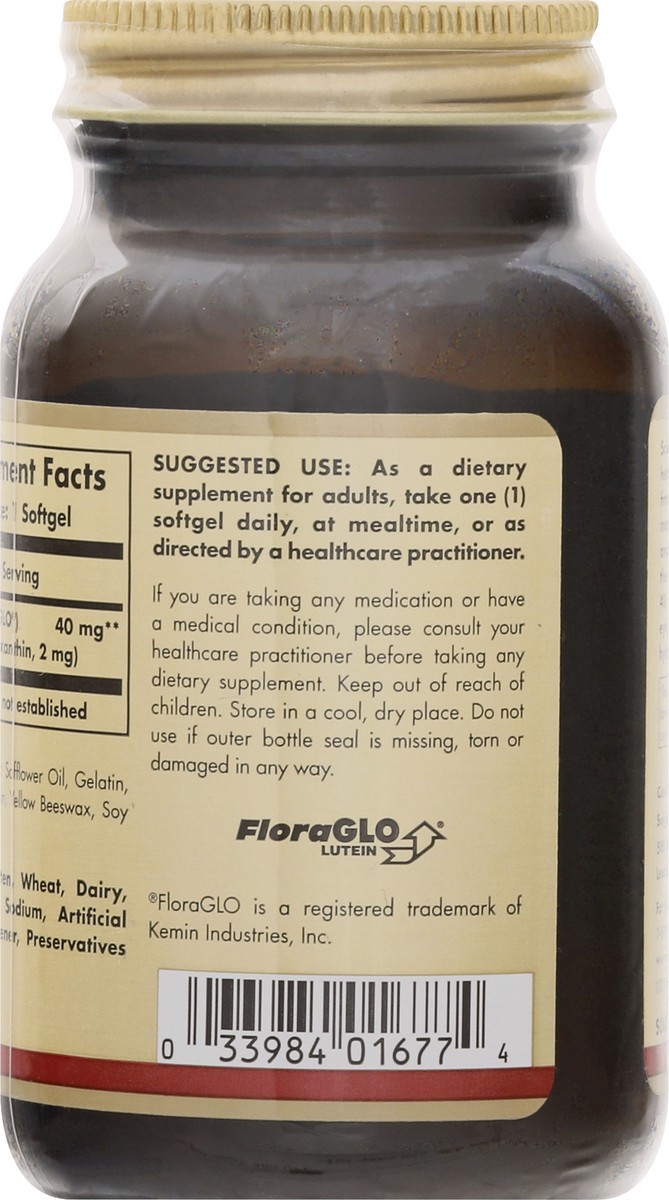 Facts
Softgel
Serving
40 mg**
thin, 2 mg)
not established
Safflower Oil, Gelatin,
Yellow Beeswax, Soy
Wheat, Dairy,
Sodium, Artificial
Preservatives
SUGGESTED USE: As a dietary
supplement for adults, take one (1)
softgel daily, at mealtime, or as
directed by a healthcare practitioner.
If you are taking any medication or have
a medical condition, please consult your
healthcare practitioner before taking any
dietary supplement. Keep out of reach of
children. Store in a cool, dry place. Do not
use if outer bottle seal is missing, torn or
damaged in any way.
FloraGLO®
LUTEIN
®FloraGLO is a registered trademark of
Kemin Industries, Inc.
0 33984 01677 4